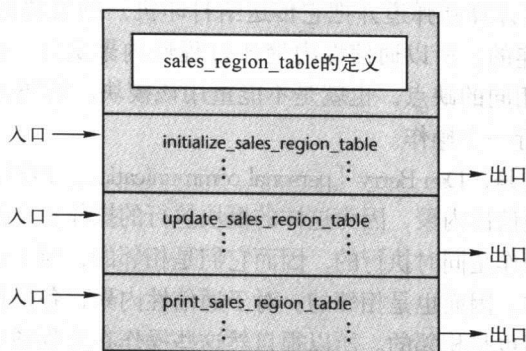 sales_region_table的定义
入口
initialize_sales_region_table
出口
入口
update_sales_region_table
出口
入口
print_sales_region_table
出口